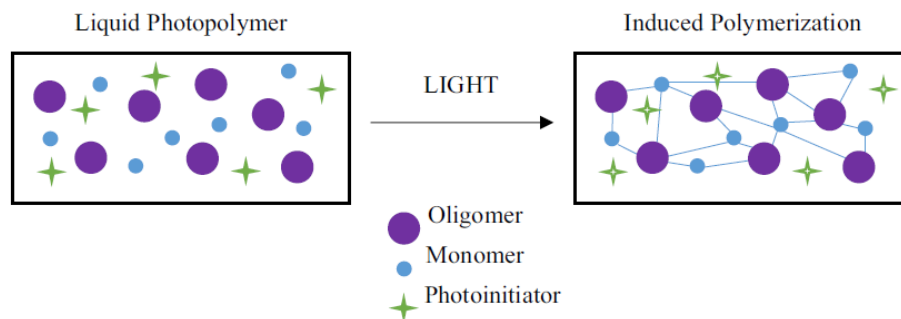 Liquid Photopolymer
Induced Polymerization
LIGHT
Oligomer
Monomer
Photoinitiator